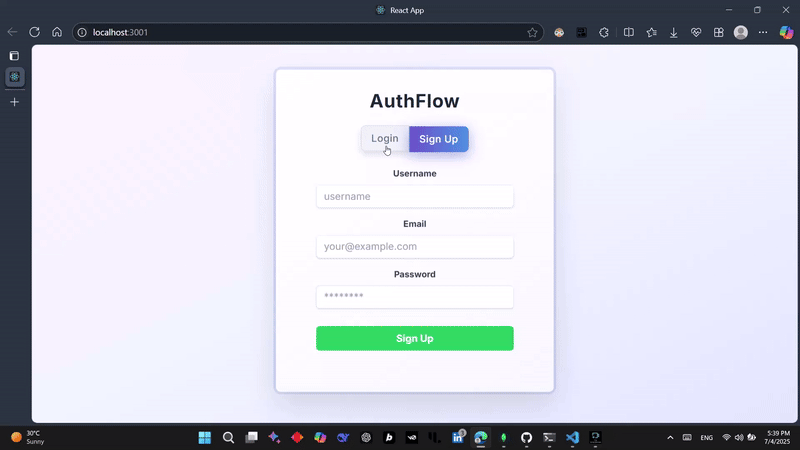 React App
localhost:3001
AuthFlow
Login
Sign Up
Username
username
Email
your@example.com
Password
********
Sign Up
30°C
Sunny
ENG
5:39 PM
7/4/2025